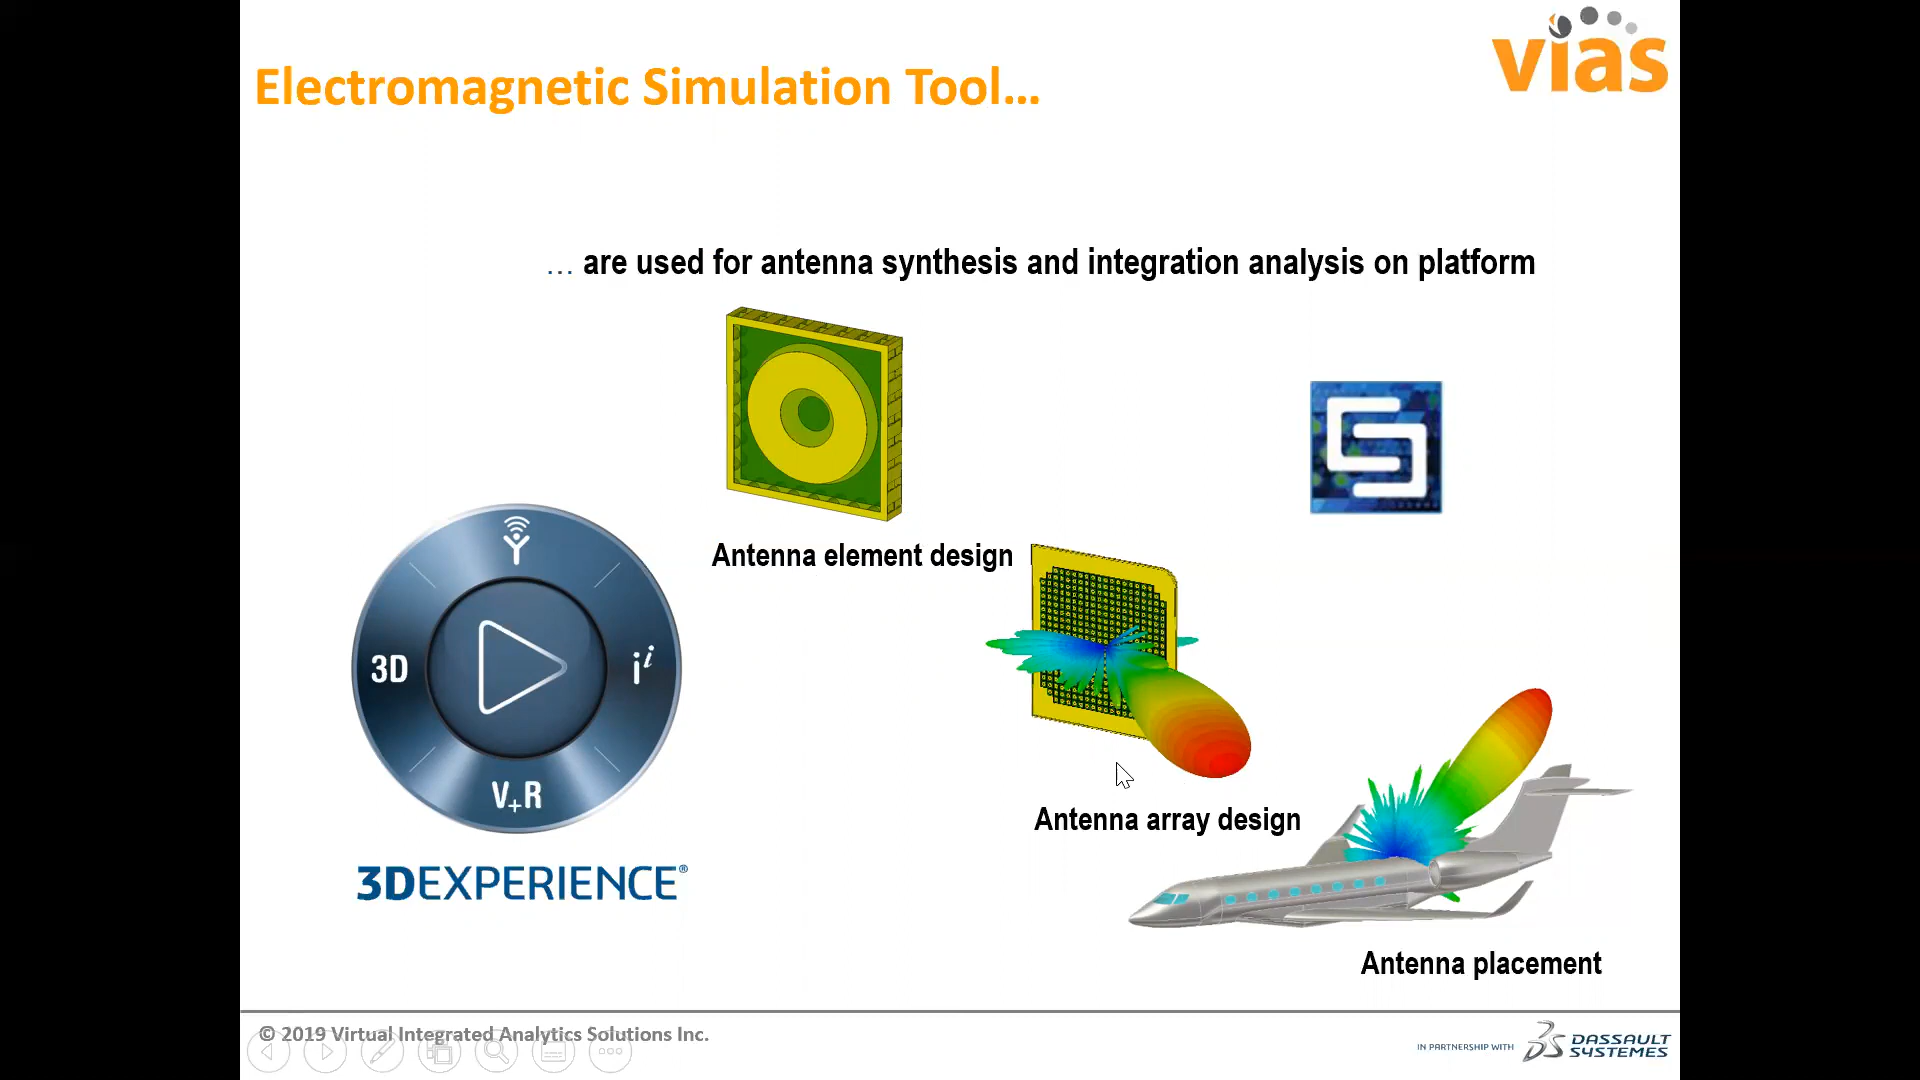 vias
Electromagnetic Simulation Tool...
... are used for antenna synthesis and integration analysis on platform
Antenna element design
3D
i i
V+R
3DEXPERIENCE®
Antenna array design
Antenna placement
© 2019 Virtual Integrated Analytics Solutions Inc.
IN PARTNERSHIP WITH
DASSAULT
SYSTEMES